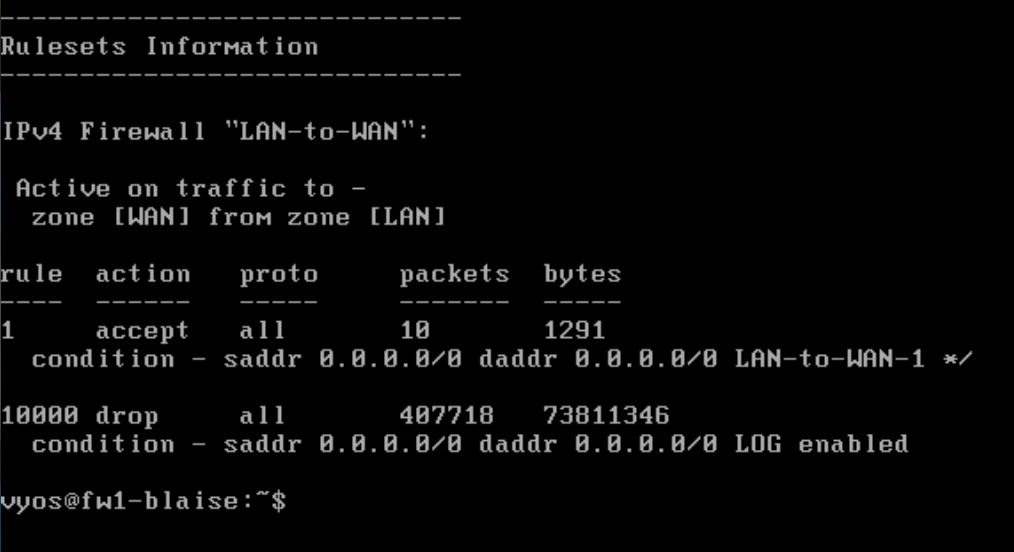 -----------------------------
Rulesets Information
-----------------------------
IPv4 Firewall "LAN-to-WAN":
 Active on traffic to -
  zone [WAN] from zone [LAN]
rule  action   proto     packets  bytes
----  ------   -----     -------  -----
1     accept   all       10       1291
  condition - saddr 0.0.0.0/0 daddr 0.0.0.0/0 LAN-to-WAN-1 */
10000 drop     all       407718   73811346
  condition - saddr 0.0.0.0/0 daddr 0.0.0.0/0 LOG enabled
vyos@fw1-blaise:~$